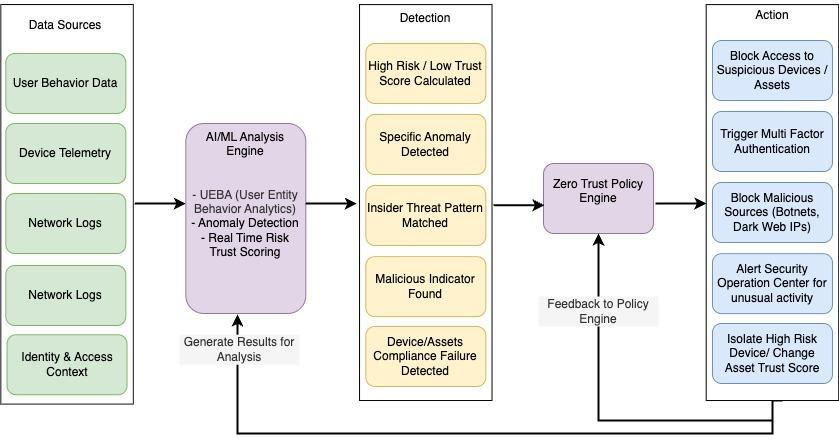 Data Sources
User Behavior Data
Device Telemetry
Network Logs
Network Logs
Identity & Access
Context
AI/ML Analysis
Engine
- UEBA (User Entity
Behavior Analytics)
- Anomaly Detection
- Real Time Risk
Trust Scoring
Generate Results for
Analysis
Detection
High Risk / Low Trust
Score Calculated
Specific Anomaly
Detected
Insider Threat Pattern
Matched
Malicious Indicator
Found
Device/Assets
Compliance Failure
Detected
Zero Trust Policy
Engine
Feedback to Policy
Engine
Action
Block Access to
Suspicious Devices /
Assets
Trigger Multi Factor
Authentication
Block Malicious
Sources (Botnets,
Dark Web IPs)
Alert Security
Operation Center for
unusual activity
Isolate High Risk
Device/ Change
Asset Trust Score